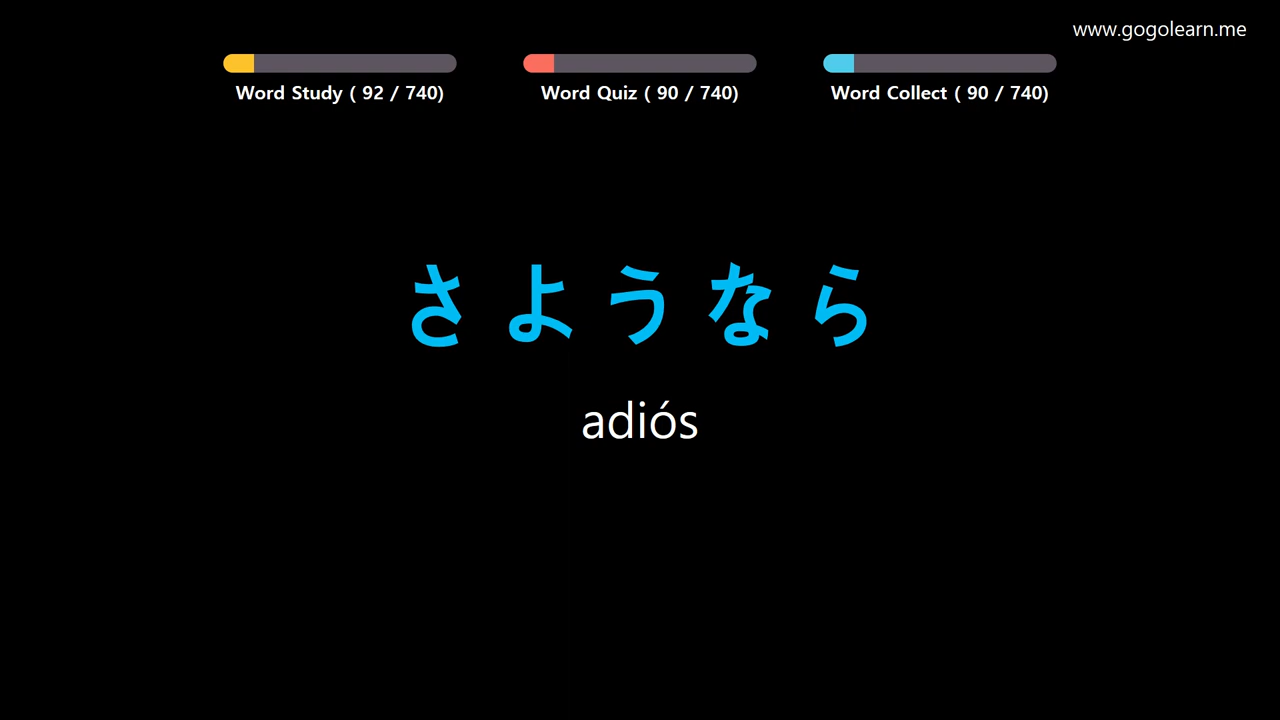 www.gogolearn.me
Word Study ( 92 / 740)
Word Quiz ( 90 / 740)
Word Collect ( 90 / 740)
さようなら
adiós